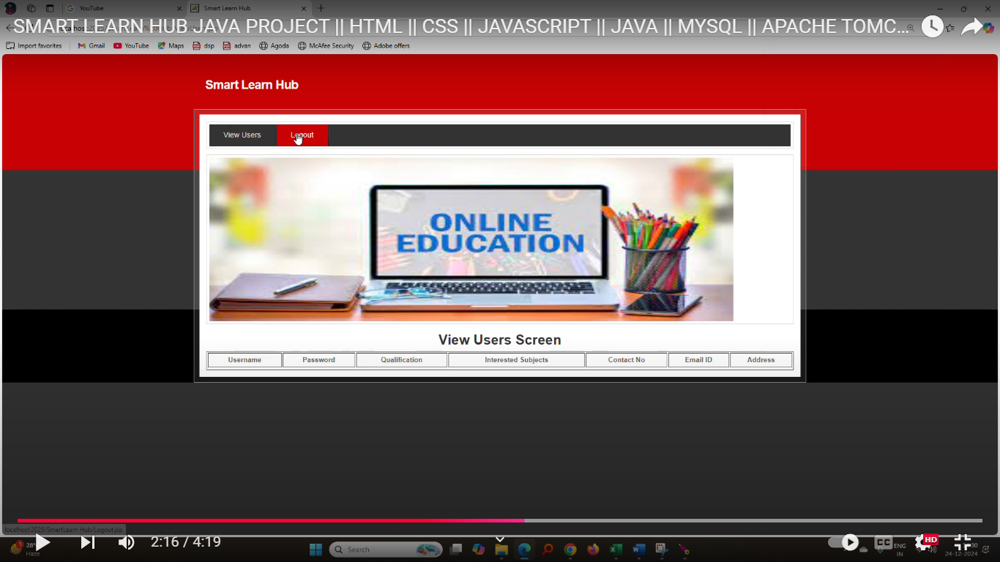 YouTube
Smart Learn Hub
SMART LEARN HUB JAVA PROJECT || HTML || CSS || JAVASCRIPT || JAVA || MYSQL || APACHE TOMC...
Import favorites Gmail YouTube Maps dsp advan Agoda McAfee Security Adobe offers
Smart Learn Hub
View Users Logout
ONLINE
EDUCATION
View Users Screen
Username Password Qualification Interested Subjects Contact No Email ID Address
localhost:2025/SmartLearn Hub/Logout.jsp
2:16 / 4:19
28°
Haze
Search
CC
HD
ENG
IN
24-12-2024